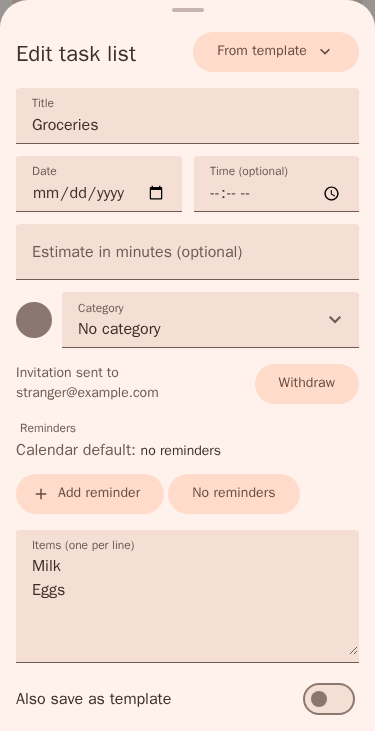 Edit task list
From template
Title
Groceries
Date
mm/dd/yyyy
Time (optional)
--:-- --
Estimate in minutes (optional)
Category
No category
Invitation sent to
stranger@example.com
Withdraw
Reminders
Calendar default: no reminders
Add reminder
No reminders
Items (one per line)
Milk
Eggs
Also save as template